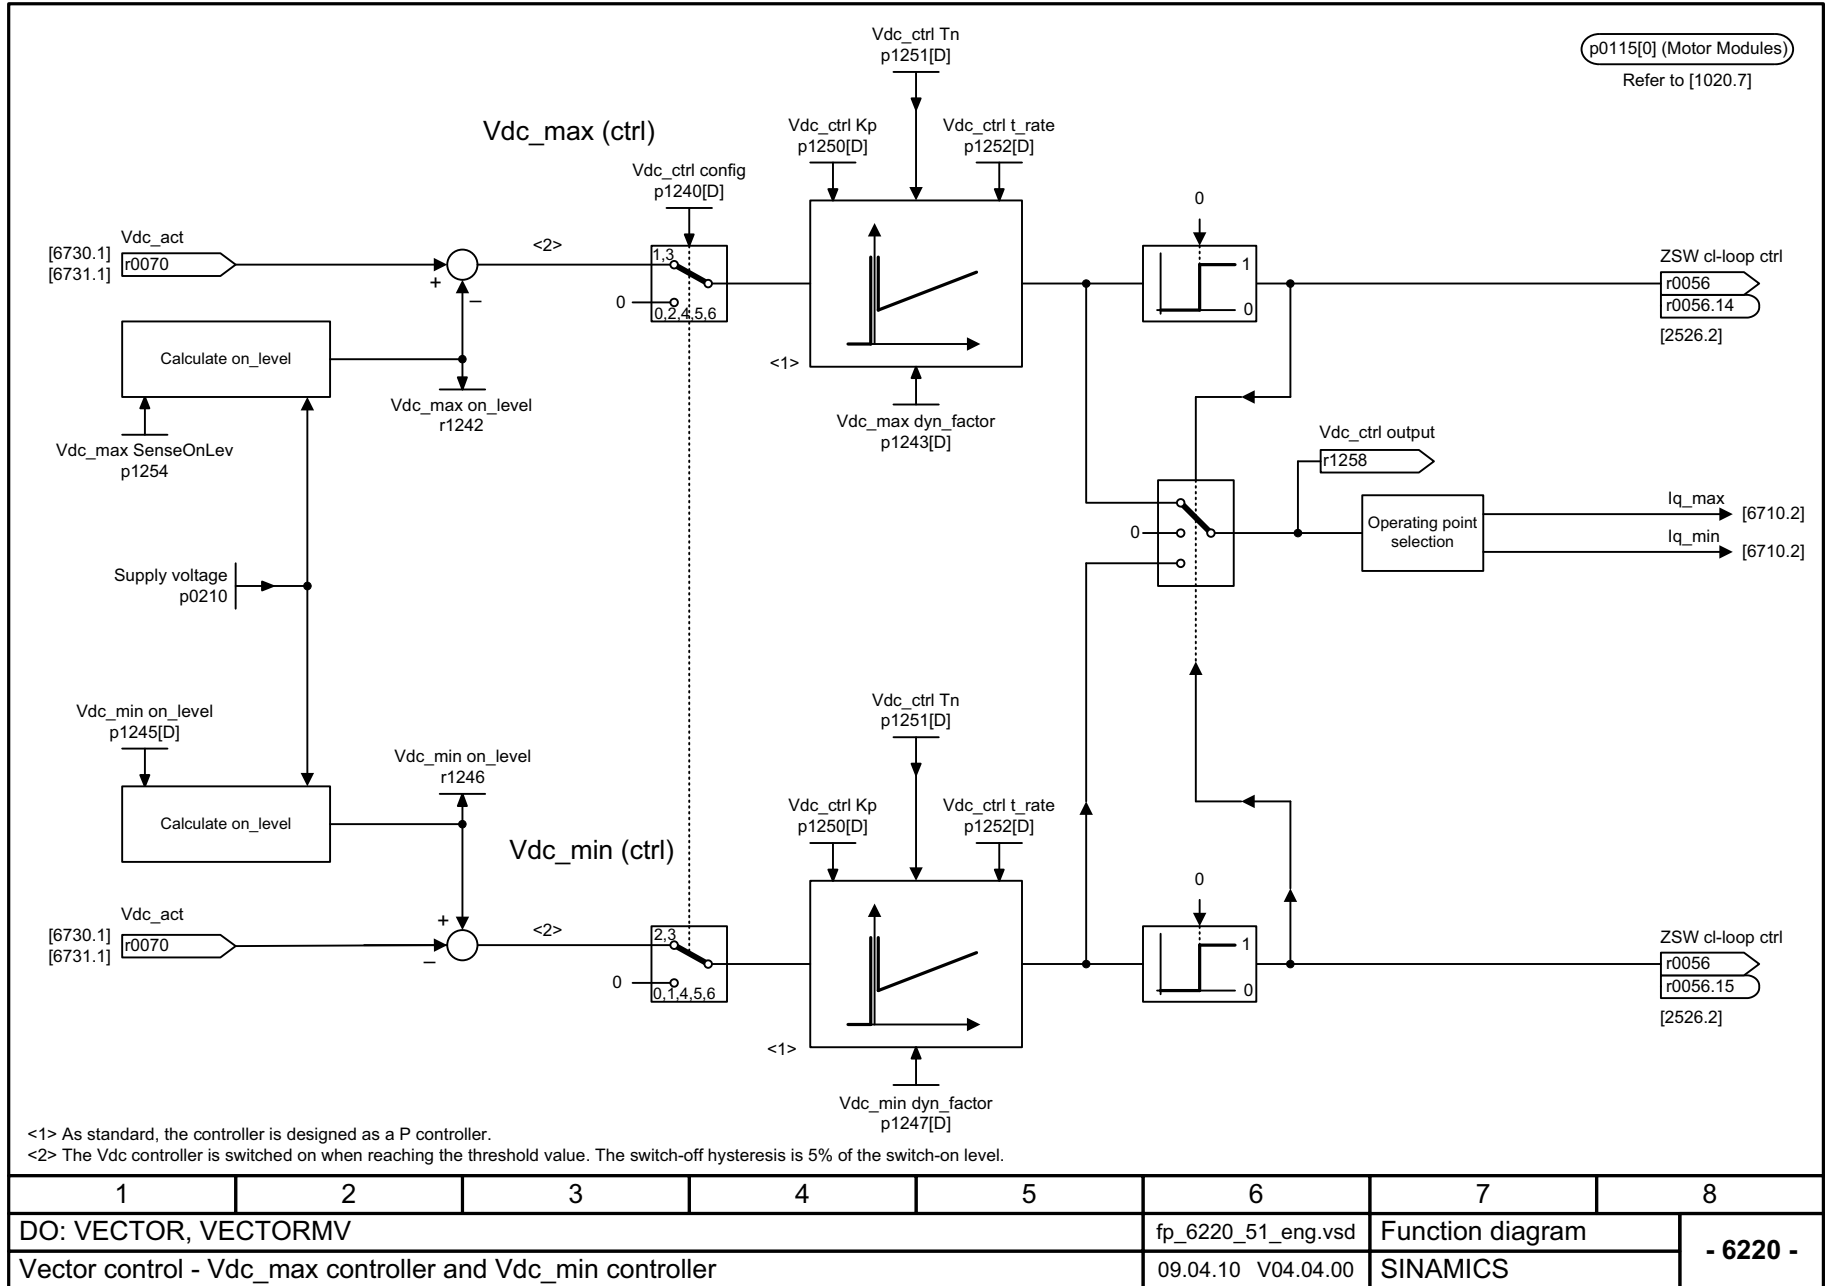 Vdc_ctrl Tn
p1251[D]
p0115[0] (Motor Modules)
Refer to [1020.7]
Vdc_max (ctrl)
Vdc_ctrl Kp
p1250[D]
Vdc_ctrl t_rate
p1252[D]
Vdc_ctrl config
p1240[D]
0
Vdc_act
[6730.1]
[6731.1]
r0070
+
–
<2>
1,3
0
0,2,4,5,6
1
0
ZSW cl-loop ctrl
r0056
r0056.14
[2526.2]
Calculate on_level
<1>
Vdc_max on_level
r1242
Vdc_max dyn_factor
p1243[D]
Vdc_max SenseOnLev
p1254
Vdc_ctrl output
r1258
0
Operating point
selection
Iq_max
[6710.2]
Iq_min
[6710.2]
Supply voltage
p0210
Vdc_min on_level
p1245[D]
Vdc_min on_level
r1246
Vdc_ctrl Tn
p1251[D]
Calculate on_level
Vdc_min (ctrl)
Vdc_ctrl Kp
p1250[D]
Vdc_ctrl t_rate
p1252[D]
0
Vdc_act
[6730.1]
[6731.1]
r0070
+
–
<2>
2,3
0
0,1,4,5,6
1
0
ZSW cl-loop ctrl
r0056
r0056.15
[2526.2]
<1>
Vdc_min dyn_factor
p1247[D]
<1> As standard, the controller is designed as a P controller.
<2> The Vdc controller is switched on when reaching the threshold value. The switch-off hysteresis is 5% of the switch-on level.
1 2 3 4 5 6 7 8
DO: VECTOR, VECTORMV
fp_6220_51_eng.vsd
Function diagram
- 6220 -
Vector control - Vdc_max controller and Vdc_min controller
09.04.10 V04.04.00
SINAMICS